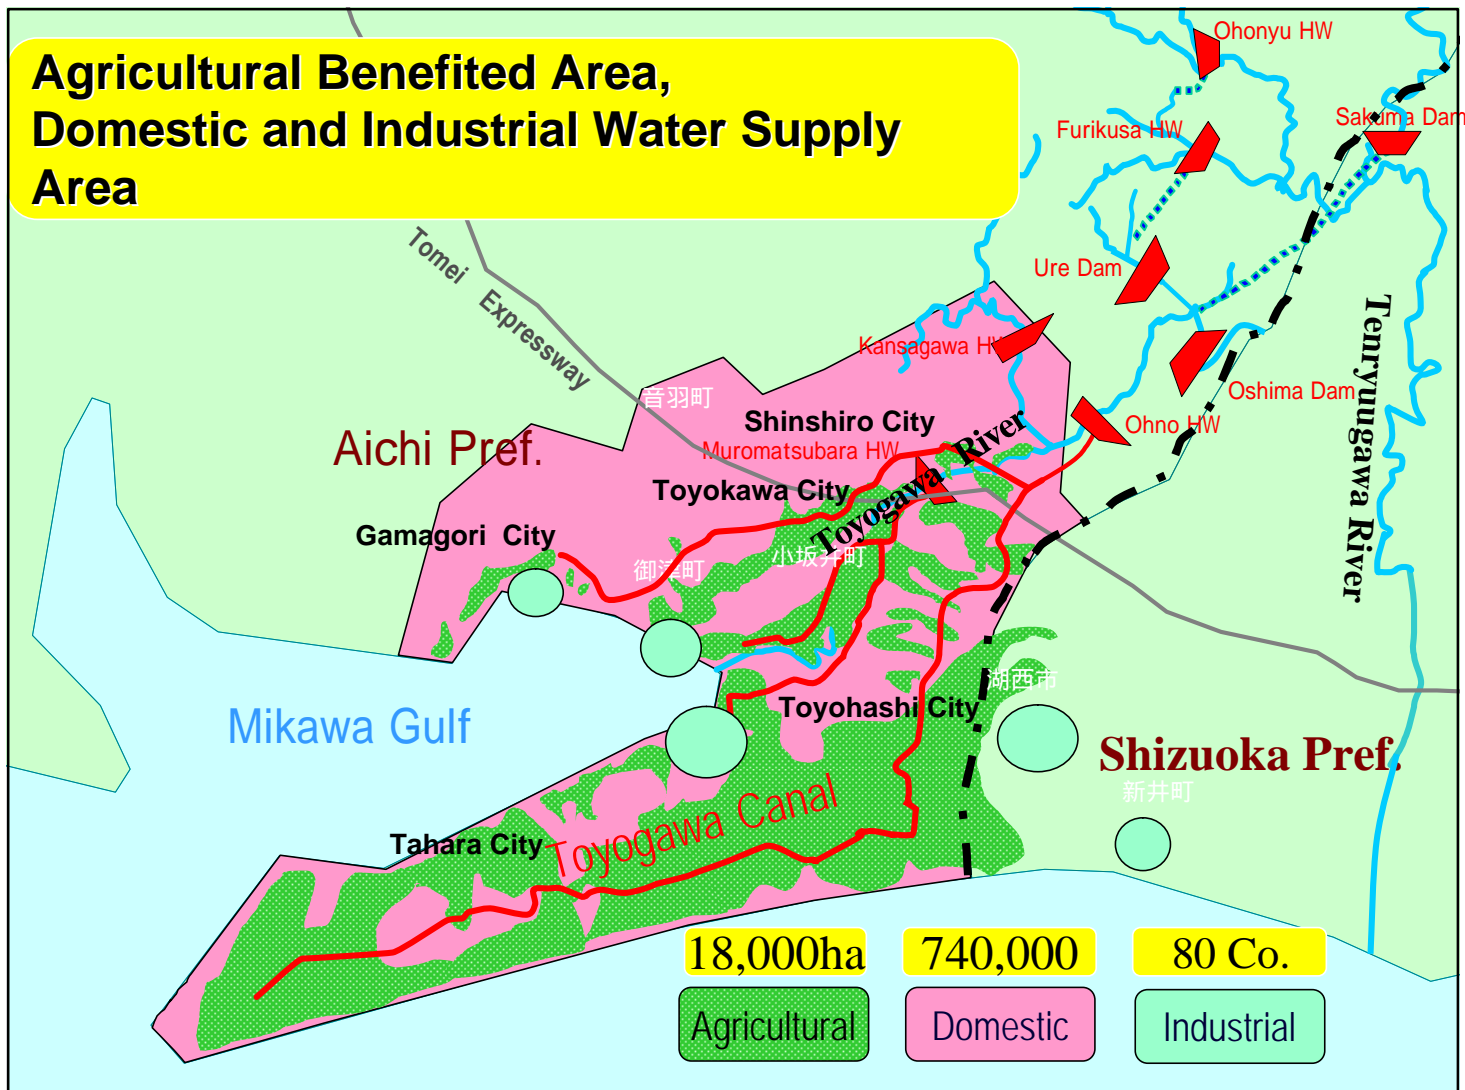 Agricultural Benefited Area,
Domestic and Industrial Water Supply
Area
Ohonyu HW
Sakuma Dam
Furikusa HW
Tomei Expressway
Ure Dam
Tenryuugawa River
Kansagawa HW
Oshima Dam
音羽町
Shinshiro City
Ohno HW
Aichi Pref.
Muromatsubara HW
Toyogawa River
Toyokawa City
Gamagori City
小坂井町
御津町
湖西市
Toyohashi City
Mikawa Gulf
Shizuoka Pref.
新井町
Toyogawa Canal
Tahara City
18,000ha
740,000
80 Co.
Agricultural
Domestic
Industrial